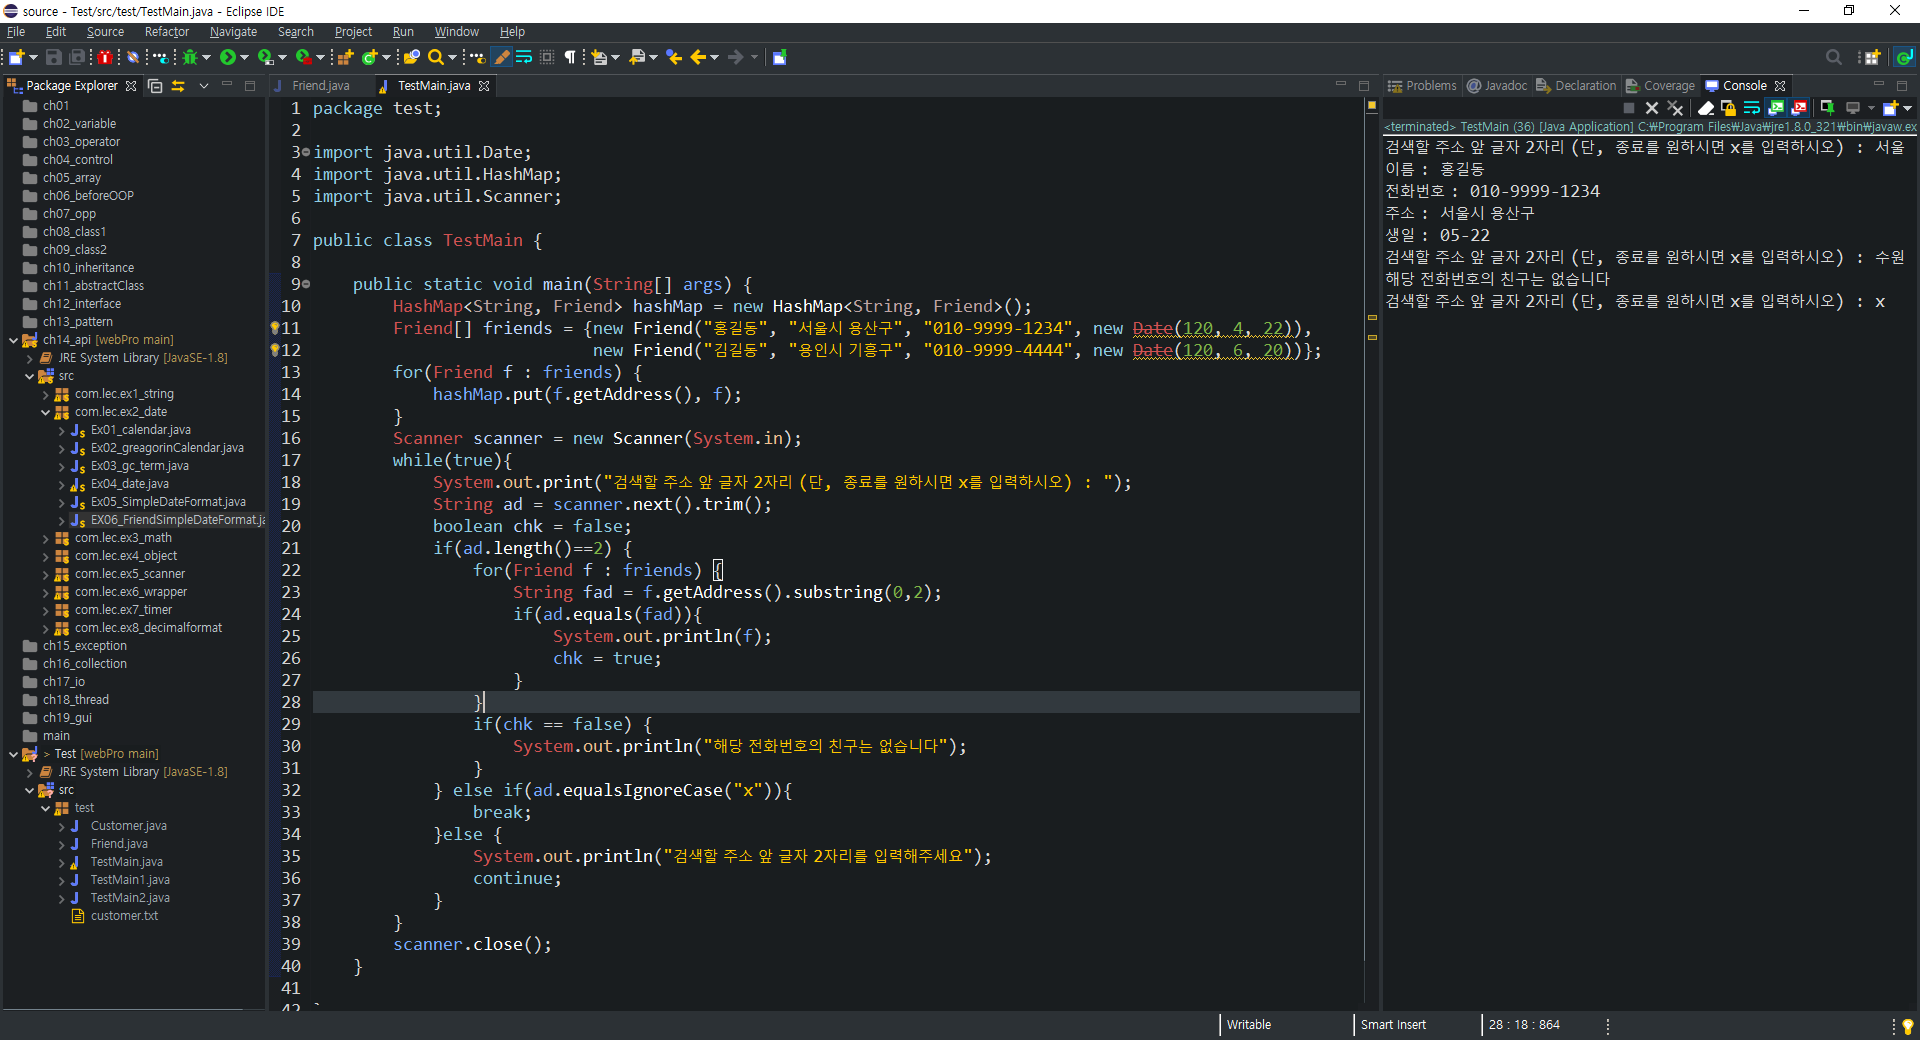 source - Test/src/test/TestMain.java - Eclipse IDE
File Edit Source Refactor Navigate Search Project Run Window Help
Package Explorer
ch01
ch02_variable
ch03_operator
ch04_control
ch05_array
ch06_beforeOOP
ch07_opp
ch08_class1
ch09_class2
ch10_inheritance
ch11_abstractClass
ch12_interface
ch13_pattern
ch14_api [webPro main]
JRE System Library [JavaSE-1.8]
src
com.lec.ex1_string
com.lec.ex2_date
Ex01_calendar.java
Ex02_greagorinCalendar.java
Ex03_gc_term.java
Ex04_date.java
Ex05_SimpleDateFormat.java
EX06_FriendSimpleDateFormat.ja
com.lec.ex3_math
com.lec.ex4_object
com.lec.ex5_scanner
com.lec.ex6_wrapper
com.lec.ex7_timer
com.lec.ex8_decimalformat
ch15_exception
ch16_collection
ch17_io
ch18_thread
ch19_gui
main
> Test [webPro main]
JRE System Library [JavaSE-1.8]
src
test
Customer.java
Friend.java
TestMain.java
TestMain1.java
TestMain2.java
customer.txt
Friend.java TestMain.java
1 package test;
2
3 import java.util.Date;
4 import java.util.HashMap;
5 import java.util.Scanner;
6
7 public class TestMain {
8
9 public static void main(String[] args) {
10 HashMap<String, Friend> hashMap = new HashMap<String, Friend>();
11 Friend[] friends = {new Friend("홍길동", "서울시 용산구", "010-9999-1234", new Date(120, 4, 22)),
12 new Friend("김길동", "용인시 기흥구", "010-9999-4444", new Date(120, 6, 20))};
13 for(Friend f : friends) {
14 hashMap.put(f.getAddress(), f);
15 }
16 Scanner scanner = new Scanner(System.in);
17 while(true){
18 System.out.print("검색할 주소 앞 글자 2자리 (단, 종료를 원하시면 x를 입력하시오) : ");
19 String ad = scanner.next().trim();
20 boolean chk = false;
21 if(ad.length()==2) {
22 for(Friend f : friends) {
23 String fad = f.getAddress().substring(0,2);
24 if(ad.equals(fad)){
25 System.out.println(f);
26 chk = true;
27 }
28 }
29 if(chk == false) {
30 System.out.println("해당 전화번호의 친구는 없습니다");
31 }
32 } else if(ad.equalsIgnoreCase("x")){
33 break;
34 }else {
35 System.out.println("검색할 주소 앞 글자 2자리를 입력해주세요");
36 continue;
37 }
38 }
39 scanner.close();
40 }
41
Problems Javadoc Declaration Coverage Console
<terminated> TestMain (36) [Java Application] C:￦Program Files￦Java￦jre1.8.0_321￦bin￦javaw.ex
검색할 주소 앞 글자 2자리 (단, 종료를 원하시면 x를 입력하시오) : 서울
이름 : 홍길동
전화번호 : 010-9999-1234
주소 : 서울시 용산구
생일 : 05-22
검색할 주소 앞 글자 2자리 (단, 종료를 원하시면 x를 입력하시오) : 수원
해당 전화번호의 친구는 없습니다
검색할 주소 앞 글자 2자리 (단, 종료를 원하시면 x를 입력하시오) : x
Writable Smart Insert 28 : 18 : 864